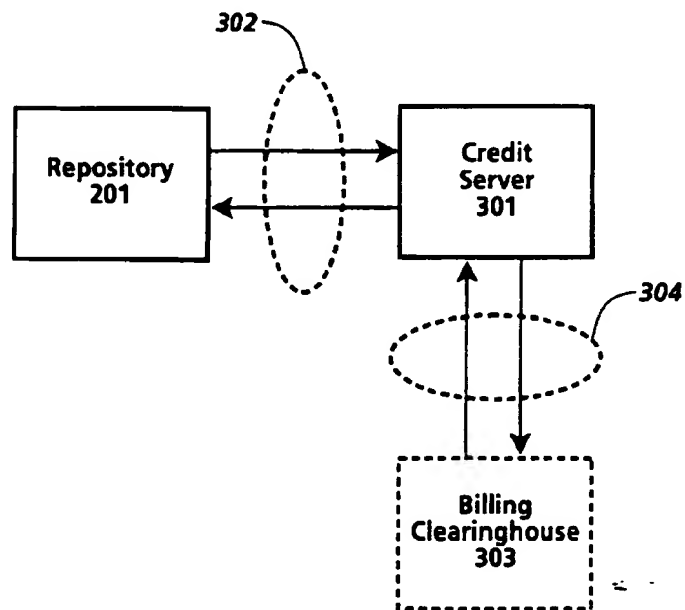 302
Repository
201
Credit
Server
301
304
Billing
Clearinghouse
303